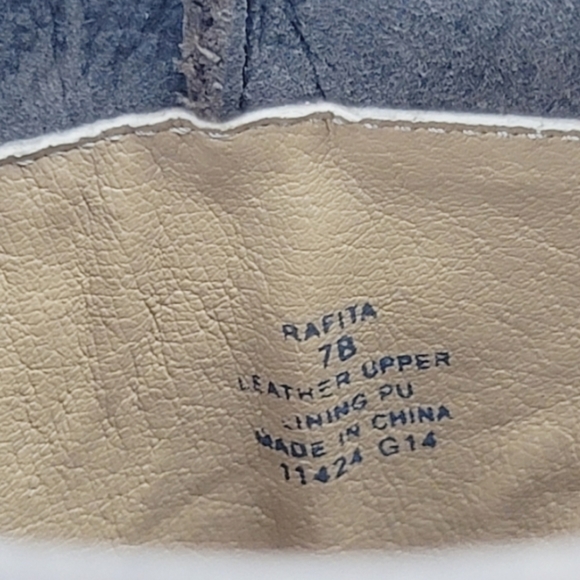 RAFITA
7B
LEATHER UPPER
LINING PU
MADE IN CHINA
11424 G14